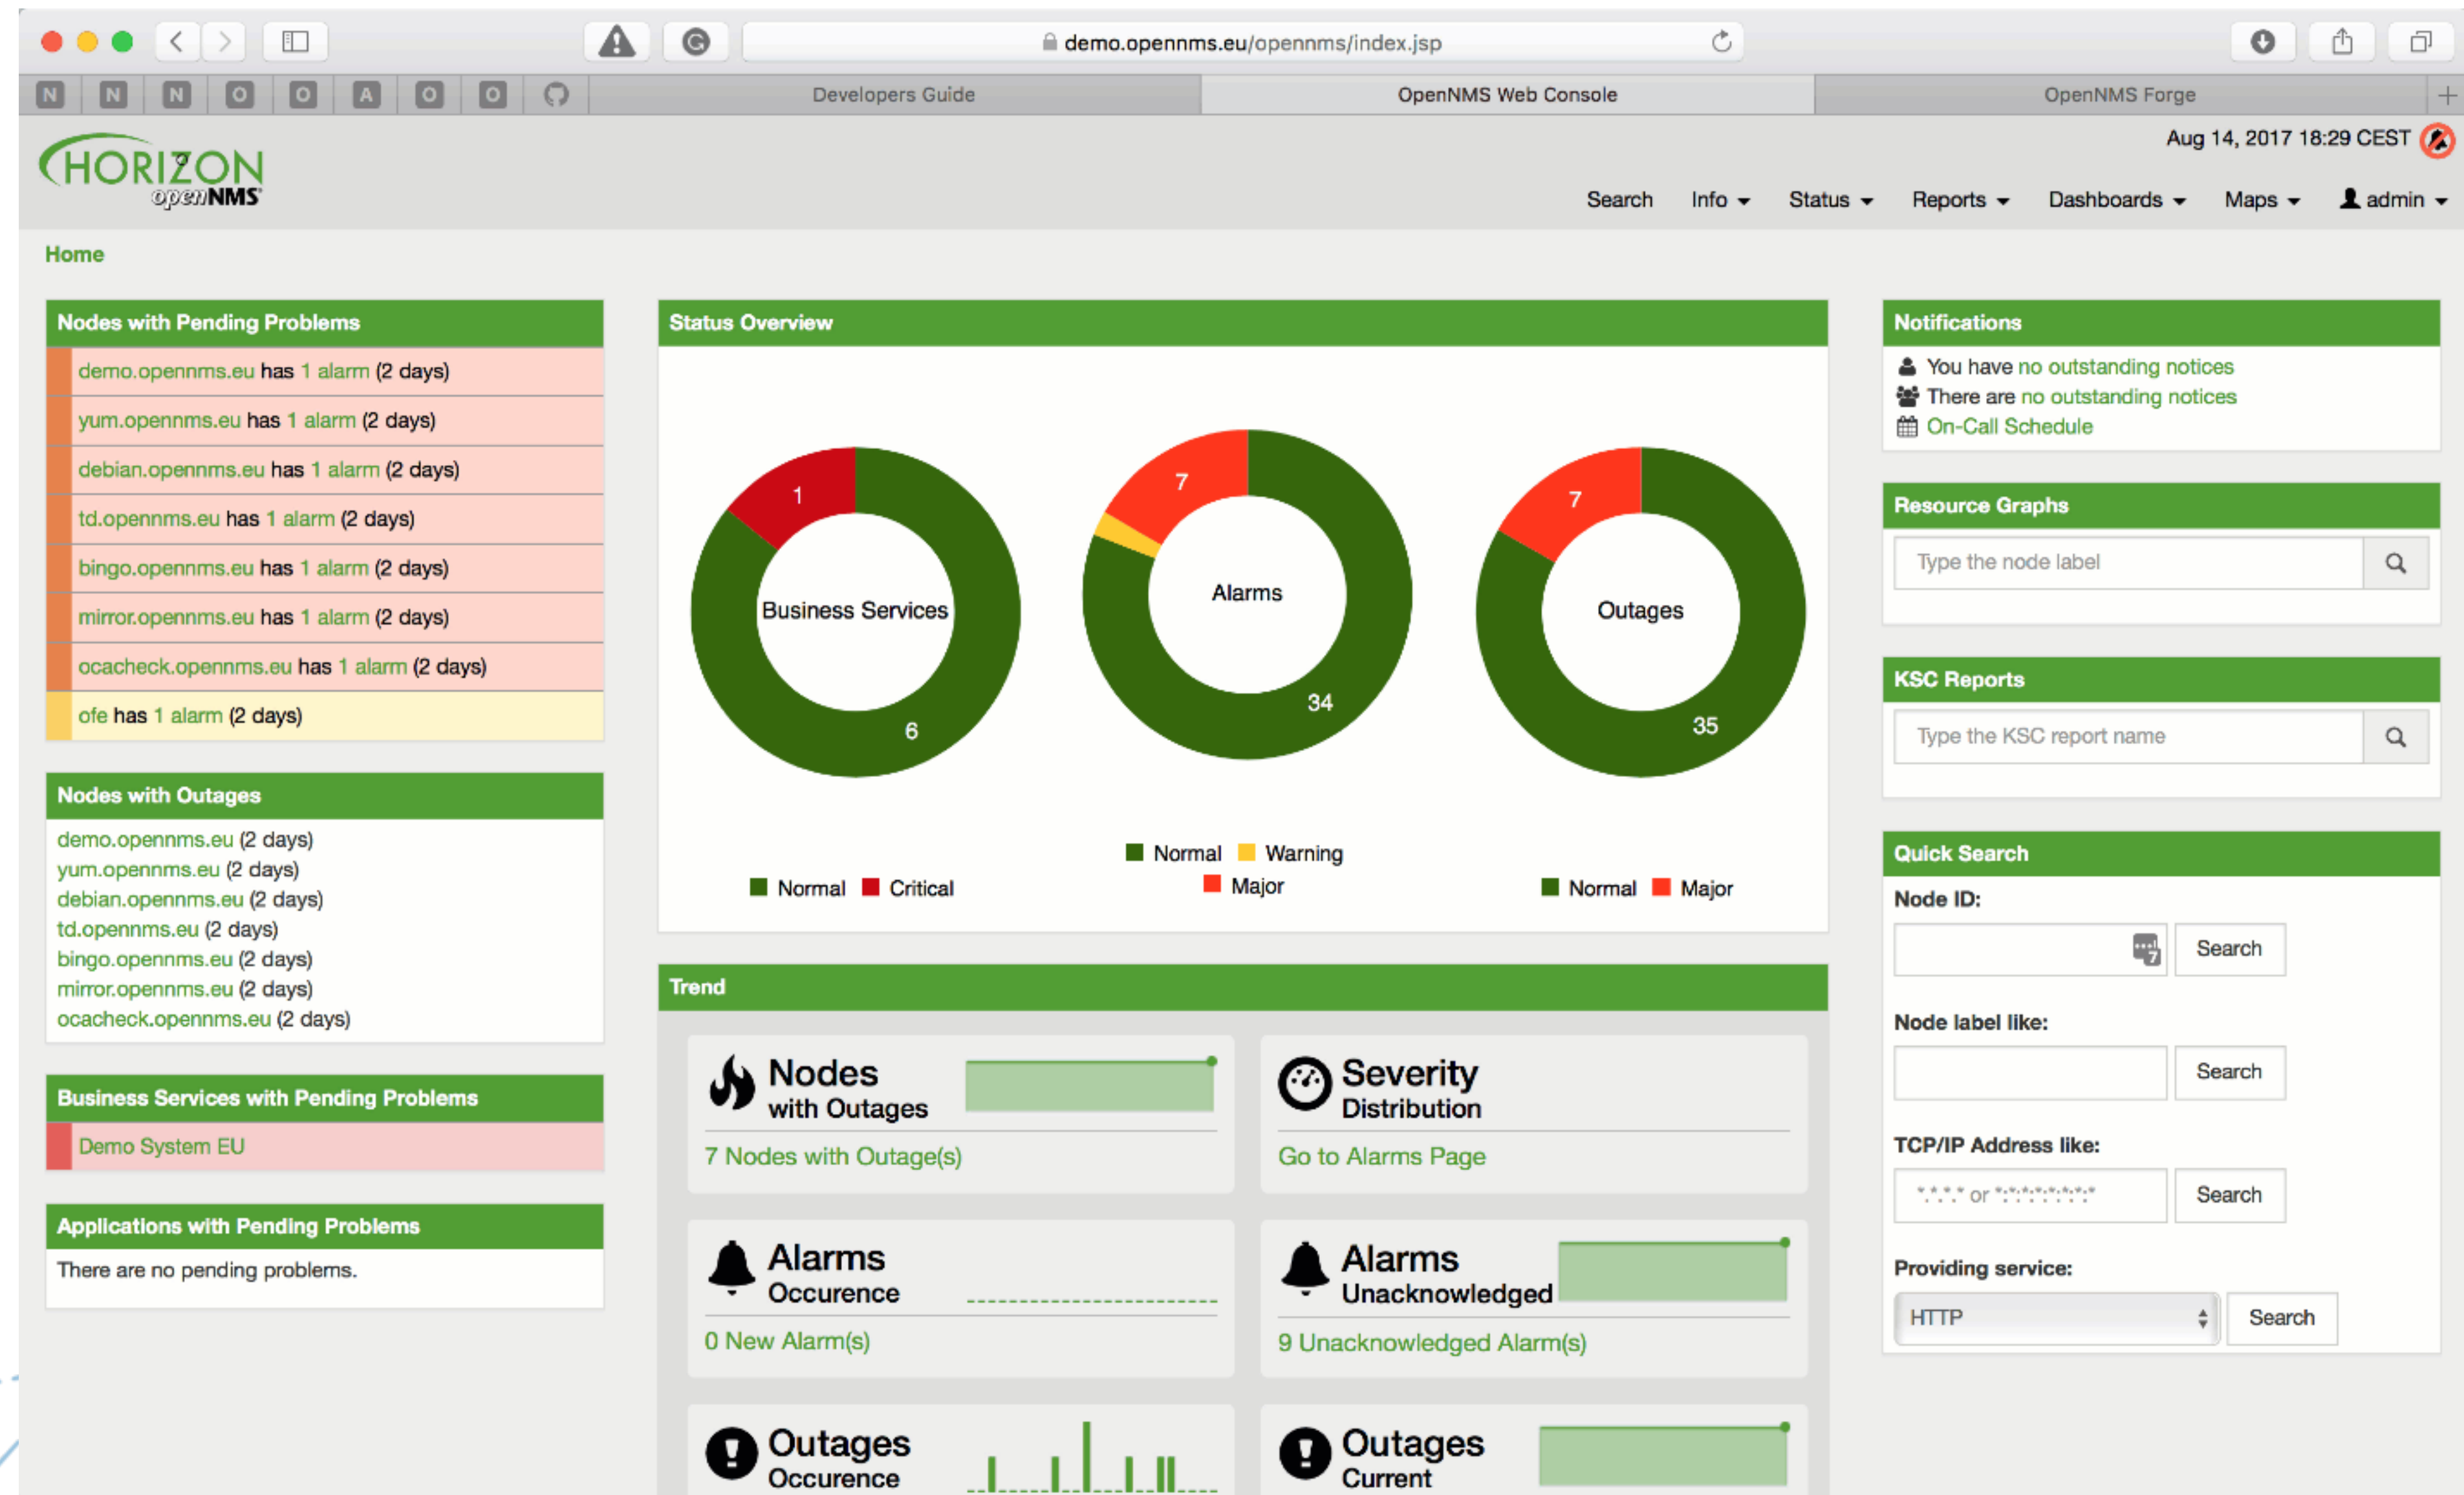 demo.opennms.eu/opennms/index.jsp
N N N O O A O O
Developers Guide
OpenNMS Web Console
OpenNMS Forge
Aug 14, 2017 18:29 CEST
HORIZON
openNMS
Search Info Status Reports Dashboards Maps admin
Home
Nodes with Pending Problems
demo.opennms.eu has 1 alarm (2 days)
yum.opennms.eu has 1 alarm (2 days)
debian.opennms.eu has 1 alarm (2 days)
td.opennms.eu has 1 alarm (2 days)
bingo.opennms.eu has 1 alarm (2 days)
mirror.opennms.eu has 1 alarm (2 days)
ocacheck.opennms.eu has 1 alarm (2 days)
ofe has 1 alarm (2 days)
Nodes with Outages
demo.opennms.eu (2 days)
yum.opennms.eu (2 days)
debian.opennms.eu (2 days)
td.opennms.eu (2 days)
bingo.opennms.eu (2 days)
mirror.opennms.eu (2 days)
ocacheck.opennms.eu (2 days)
Business Services with Pending Problems
Demo System EU
Applications with Pending Problems
There are no pending problems.
Status Overview
1
Business Services
6
Normal Critical
7
Alarms
34
Normal Warning
Major
7
Outages
35
Normal Major
Trend
Nodes
with Outages
7 Nodes with Outage(s)
Severity
Distribution
Go to Alarms Page
Alarms
Occurence
0 New Alarm(s)
Alarms
Unacknowledged
9 Unacknowledged Alarm(s)
Outages
Occurence
Outages
Current
Notifications
You have no outstanding notices
There are no outstanding notices
On-Call Schedule
Resource Graphs
Type the node label
KSC Reports
Type the KSC report name
Quick Search
Node ID:
7
Search
Node label like:
Search
TCP/IP Address like:
*.*.*.* or *:*:*:*:*:*:*:*
Search
Providing service:
HTTP
Search